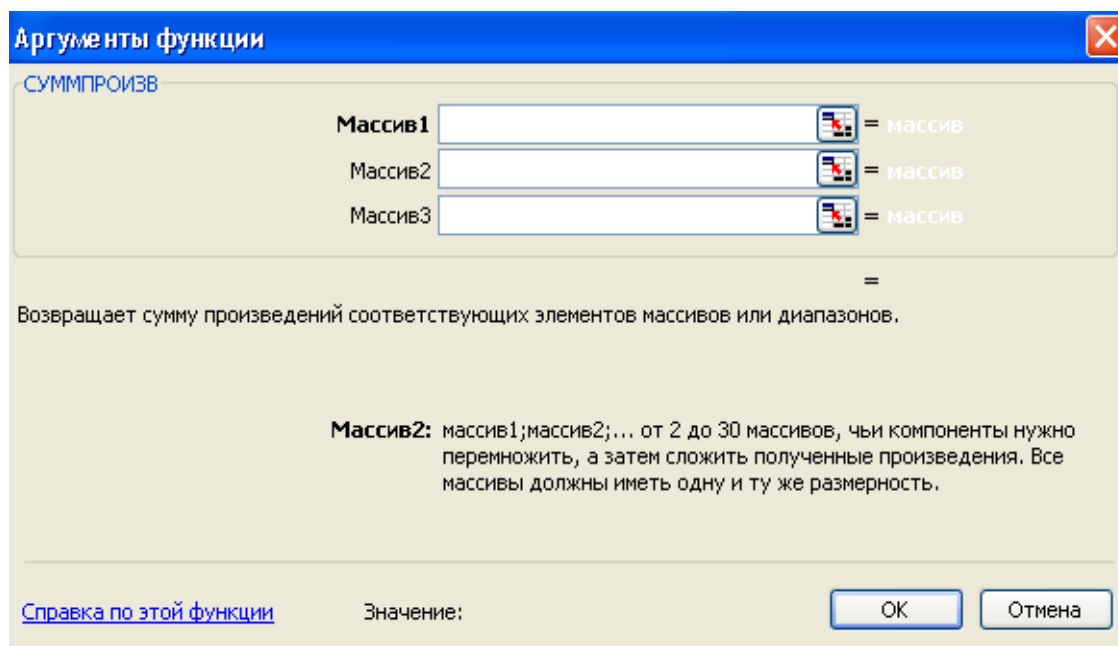 Аргументы функции
СУММПРОИЗВ
Массив1 = массив
Массив2 = массив
Массив3 = массив
=
Возвращает сумму произведений соответствующих элементов массивов или диапазонов.
Массив2: массив1;массив2;... от 2 до 30 массивов, чьи компоненты нужно
перемножить, а затем сложить полученные произведения. Все
массивы должны иметь одну и ту же размерность.
Справка по этой функции Значение: ОК Отмена